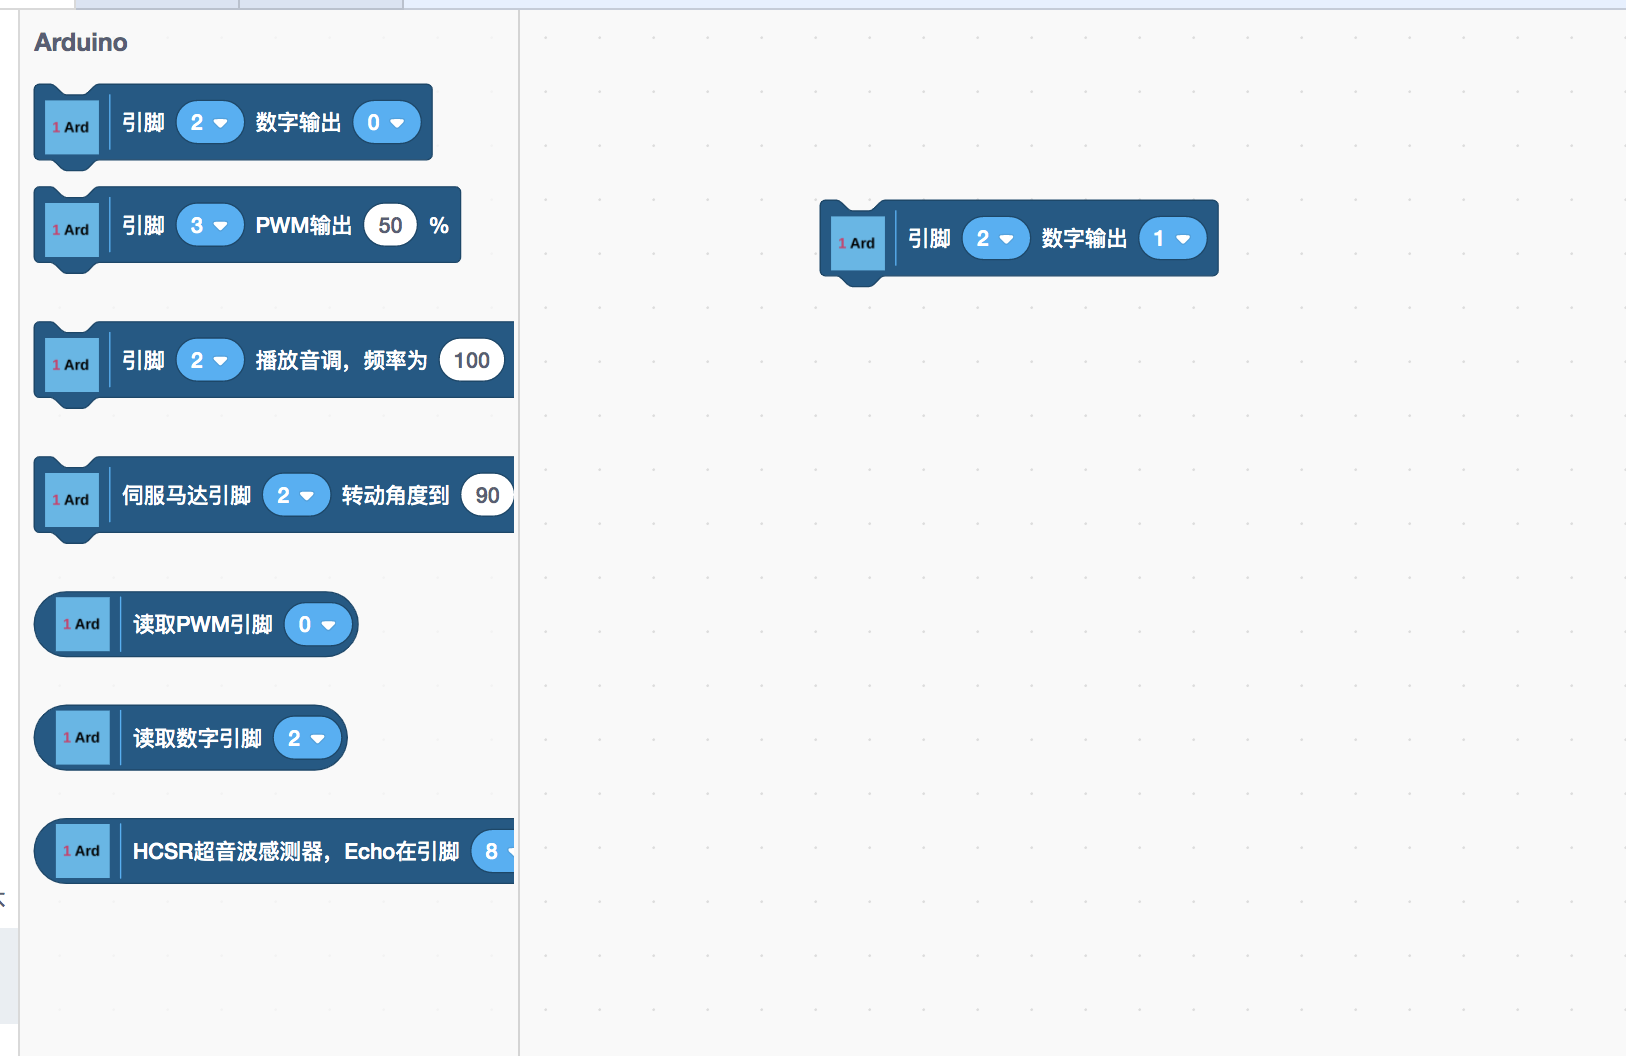 Arduino
1 Ard 引脚 2 数字输出 0
1 Ard 引脚 3 PWM输出 50 %
1 Ard 引脚 2 数字输出 1
1 Ard 引脚 2 播放音调，频率为 100
1 Ard 伺服马达引脚 2 转动角度到 90
1 Ard 读取PWM引脚 0
1 Ard 读取数字引脚 2
1 Ard HCSR超音波感测器，Echo在引脚 8